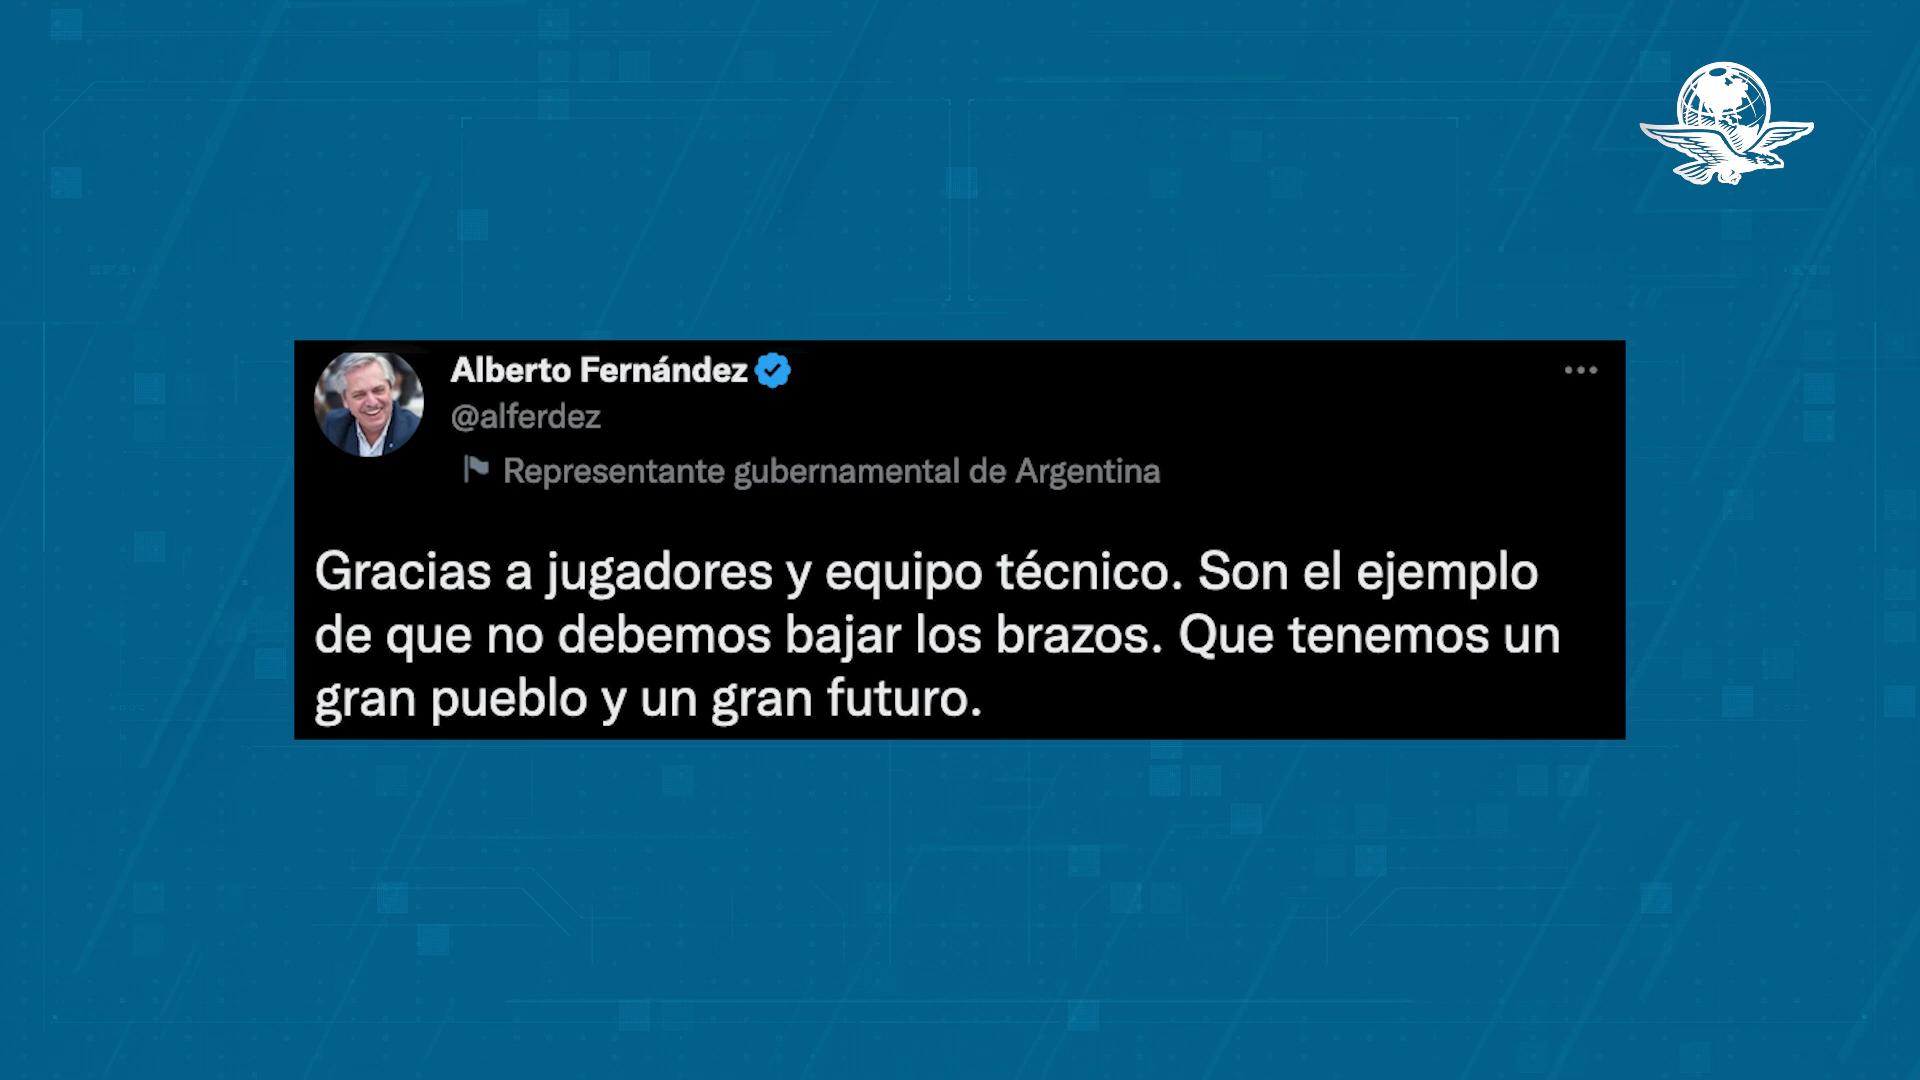 Alberto Fernández
@alferdez
Representante gubernamental de Argentina
Gracias a jugadores y equipo técnico. Son el ejemplo
de que no debemos bajar los brazos. Que tenemos un
gran pueblo y un gran futuro.